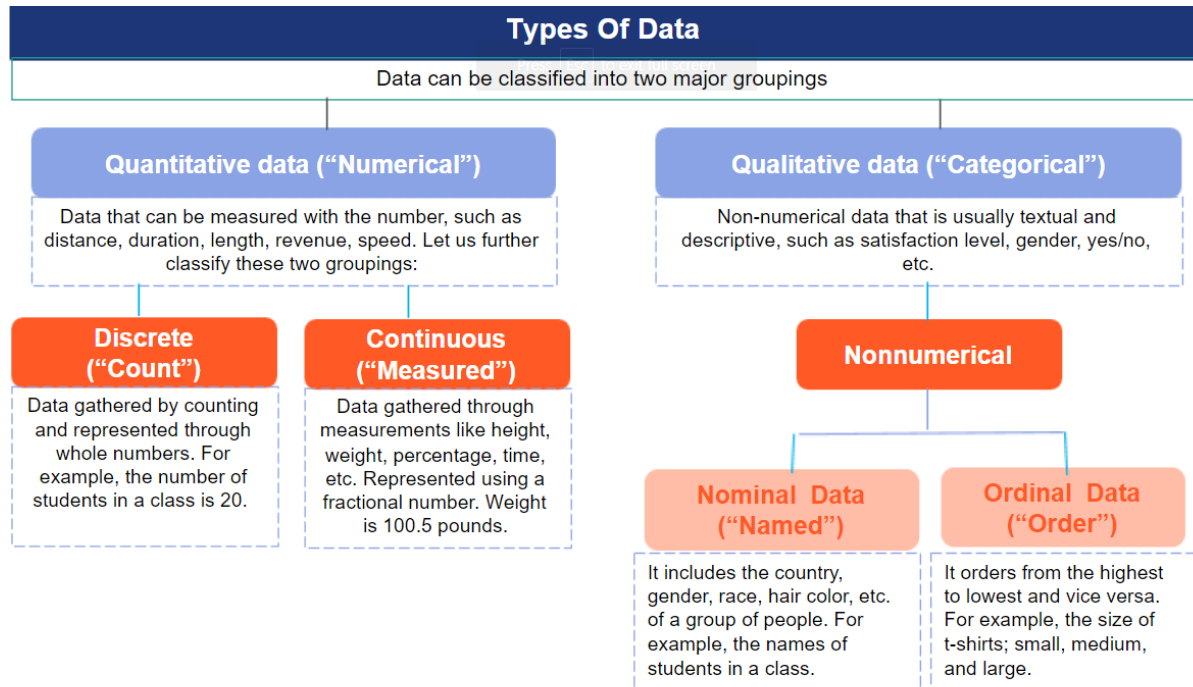 Types Of Data
Press Esc to exit full screen
Data can be classified into two major groupings
Quantitative data (“Numerical”)
Data that can be measured with the number, such as
distance, duration, length, revenue, speed. Let us further
classify these two groupings:
Discrete
(“Count”)
Data gathered by counting
and represented through
whole numbers. For
example, the number of
students in a class is 20.
Continuous
(“Measured”)
Data gathered through
measurements like height,
weight, percentage, time,
etc. Represented using a
fractional number. Weight
is 100.5 pounds.
Qualitative data (“Categorical”)
Non-numerical data that is usually textual and
descriptive, such as satisfaction level, gender, yes/no,
etc.
Nonnumerical
Nominal Data
(“Named”)
It includes the country,
gender, race, hair color, etc.
of a group of people. For
example, the names of
students in a class.
Ordinal Data
(“Order”)
It orders from the highest
to lowest and vice versa.
For example, the size of
t-shirts; small, medium,
and large.